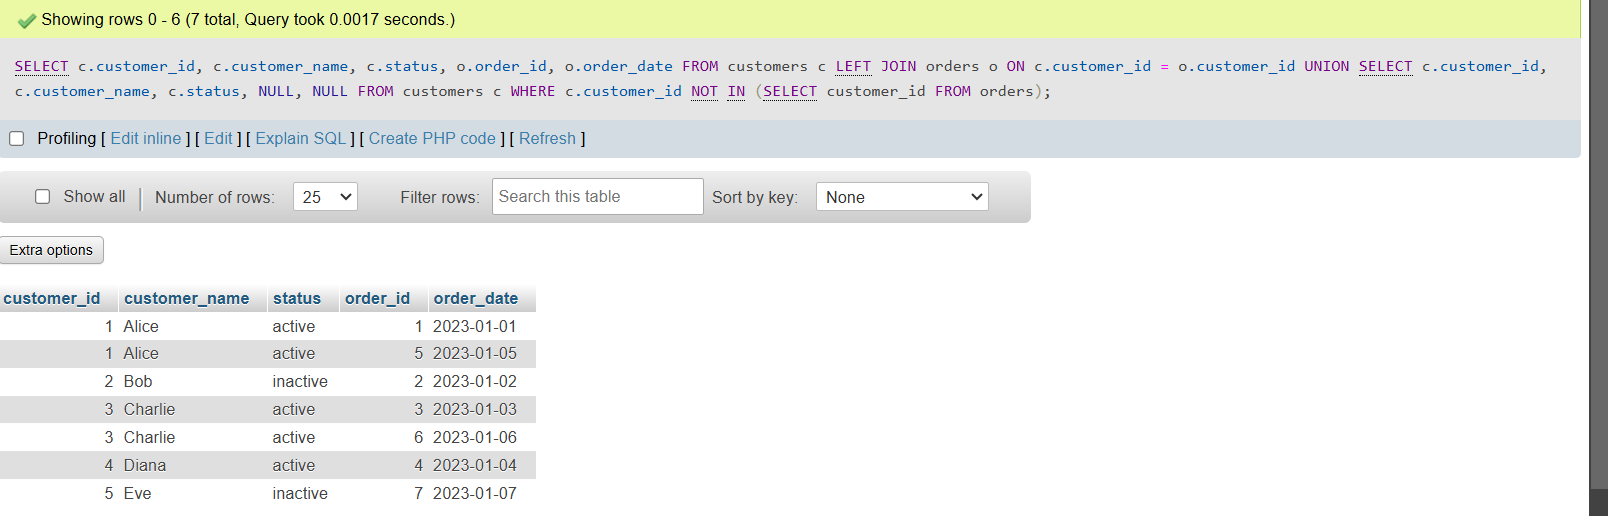 Showing rows 0 - 6 (7 total, Query took 0.0017 seconds.)
SELECT c.customer_id, c.customer_name, c.status, o.order_id, o.order_date FROM customers c LEFT JOIN orders o ON c.customer_id = o.customer_id UNION SELECT c.customer_id,
c.customer_name, c.status, NULL, NULL FROM customers c WHERE c.customer_id NOT IN (SELECT customer_id FROM orders);
Profiling [ Edit inline ] [ Edit ] [ Explain SQL ] [ Create PHP code ] [ Refresh ]
Show all Number of rows: 25 Filter rows: Search this table Sort by key: None
Extra options
customer_id customer_name status order_id order_date
1 Alice active 1 2023-01-01
1 Alice active 5 2023-01-05
2 Bob inactive 2 2023-01-02
3 Charlie active 3 2023-01-03
3 Charlie active 6 2023-01-06
4 Diana active 4 2023-01-04
5 Eve inactive 7 2023-01-07